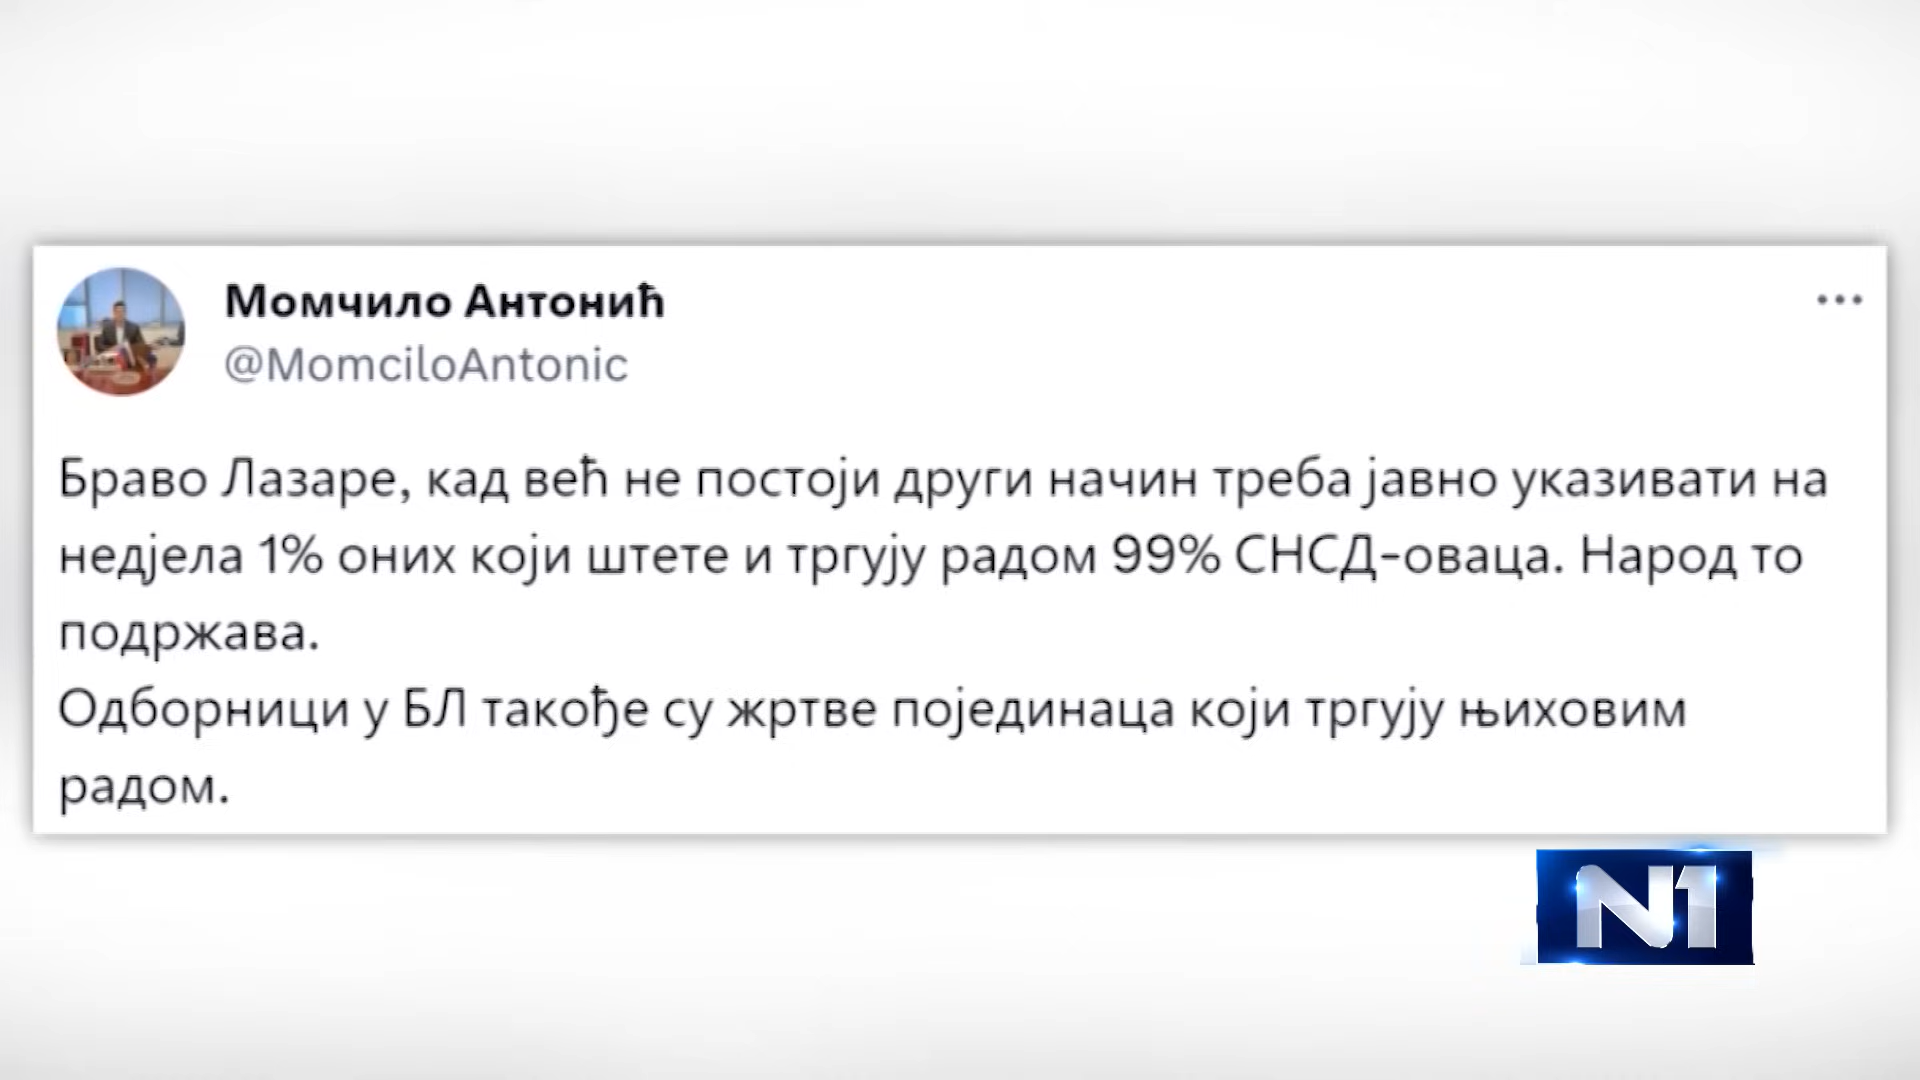 Момчило Антонић
@MomciloAntonic
Браво Лазаре, кад већ не постоји други начин треба јавно указивати на
недјела 1% оних који штете и тргују радом 99% СНСД-оваца. Народ то
подржава.
Одборници у БЛ такође су жртве појединаца који тргују њиховим
радом.
N1